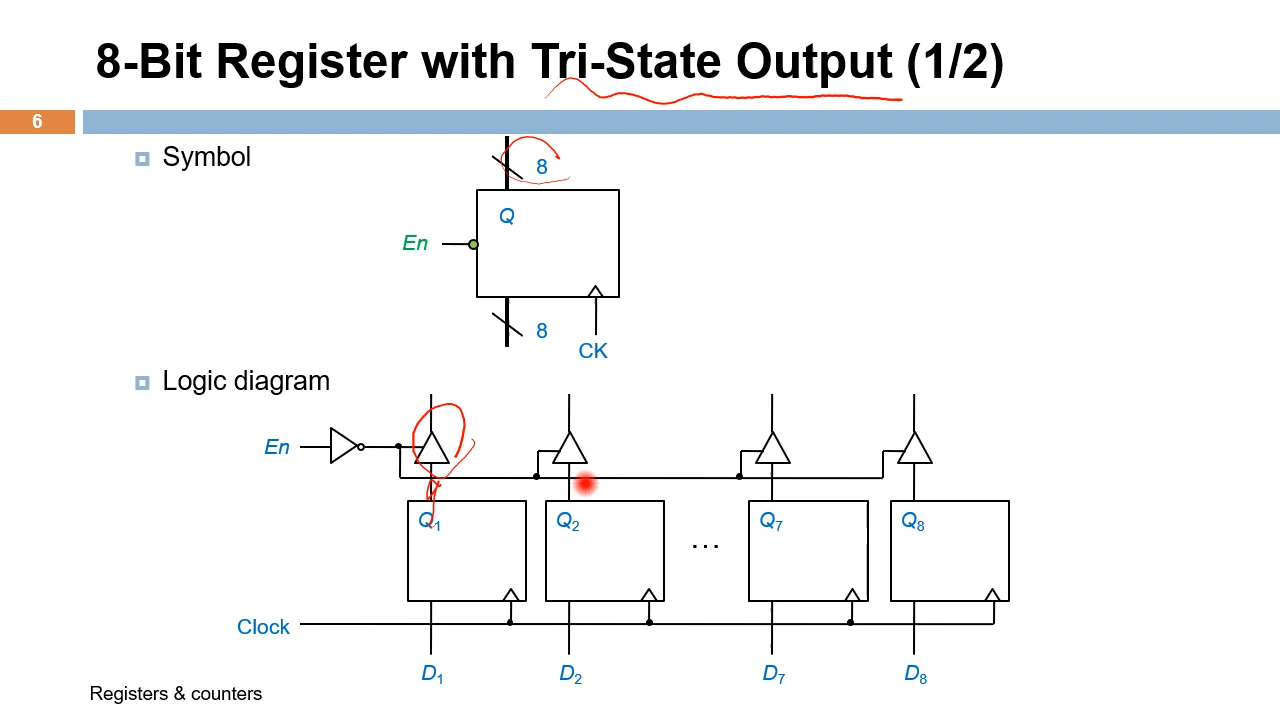 8-Bit Register with Tri-State Output (1/2)
6
Symbol
8
Q
En
8
CK
Logic diagram
En
Q1 Q2 ... Q7 Q8
Clock
D1 D2 D7 D8
Registers & counters